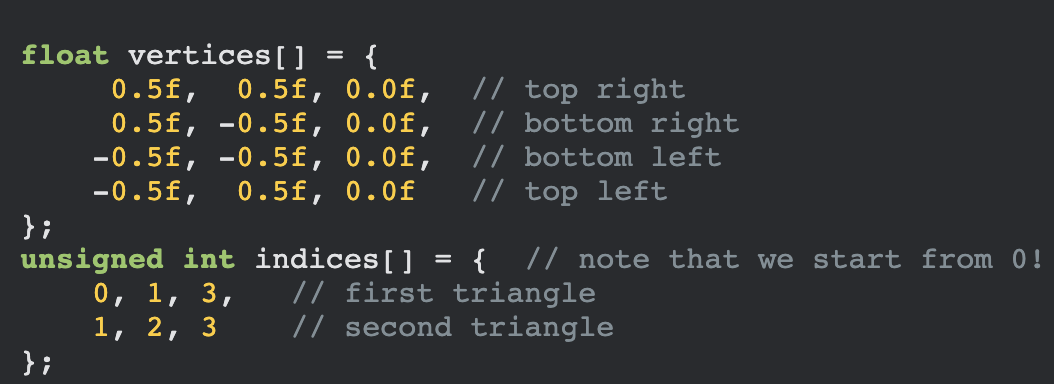 float vertices[] = {
     0.5f,  0.5f, 0.0f,  // top right
     0.5f, -0.5f, 0.0f,  // bottom right
    -0.5f, -0.5f, 0.0f,  // bottom left
    -0.5f,  0.5f, 0.0f   // top left
};
unsigned int indices[] = {  // note that we start from 0!
    0, 1, 3,   // first triangle
    1, 2, 3    // second triangle
};